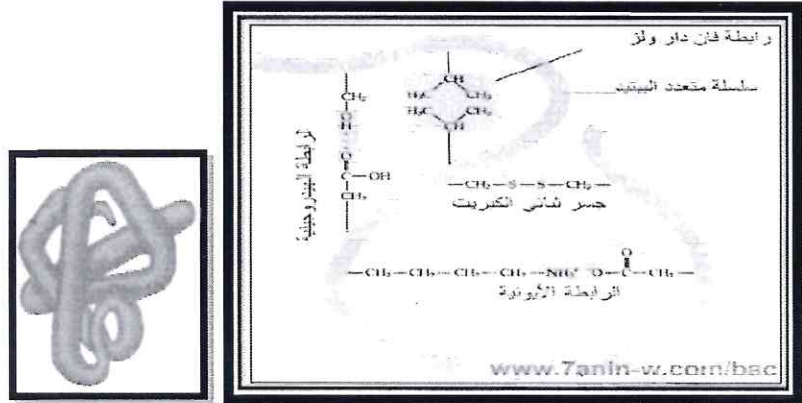 رابطة فان دار ولز
سلسلة متعدد الببتيد
CH
H₃C CH₃
H₃C CH₃
CH
CH₂
OH
O
C—OH
CH₂
الرابطة الهيدروجينية
—CH₂—S—S—CH₂—
جسر ثنائي الكبريت
O
—CH₂—CH₂—CH₂—CH₂—NH₃⁺ O—C—CH₂—
الرابطة الأيونية
www.7anin-w.com/bac